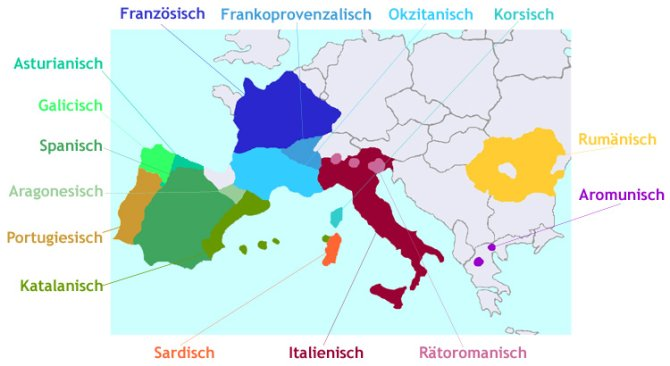 Französisch
Frankoprovenzalisch
Okzitanisch
Korsisch
Asturianisch
Galicisch
Spanisch
Rumänisch
Aragonesisch
Aromunisch
Portugiesisch
Katalanisch
Sardisch
Italienisch
Rätoromanisch